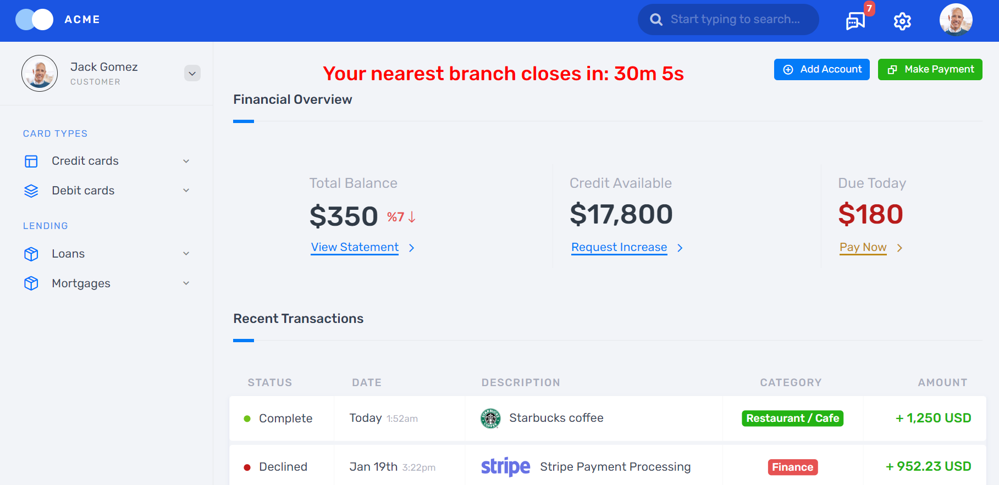 ACME
Start typing to search...
7
Jack Gomez
CUSTOMER
Your nearest branch closes in: 30m 5s
Add Account
Make Payment
Financial Overview
CARD TYPES
Credit cards
Debit cards
LENDING
Loans
Mortgages
Total Balance
$350 %7
View Statement
Credit Available
$17,800
Request Increase
Due Today
$180
Pay Now
Recent Transactions
STATUS DATE DESCRIPTION CATEGORY AMOUNT
Complete Today 1:52am STARBUCKS COFFEE Starbucks coffee Restaurant / Cafe + 1,250 USD
Declined Jan 19th 3:22pm stripe Stripe Payment Processing Finance + 952.23 USD